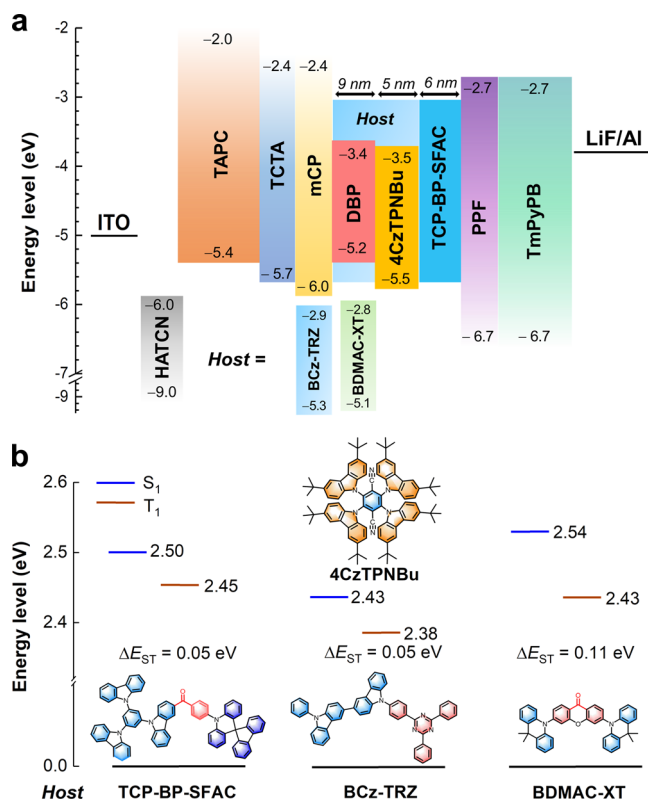 a
−2
−3
−4
−5
−6
−7
−9
Energy level (eV)
ITO
−6.0
HATCN
−9.0
−2.0
TAPC
−5.4
−2.4
TCTA
− 5.7
−2.4
mCP
− 6.0
9 nm
5 nm
6 nm
Host
−3.4
DBP
−5.2
−3.5
4CzTPNBu
−5.5
TCP-BP-SFAC
−2.7
PPF
− 6.7
−2.7
TmPyPB
− 6.7
LiF/Al
Host =
−2.9
BCz-TRZ
−5.3
−2.8
BDMAC-XT
−5.1
b
2.6
2.4
0.0
Energy level (eV)
S1
T1
2.50
2.45
ΔEST = 0.05 eV
N
N
N
O
N
N
C
N
N
N
N
C
N
4CzTPNBu
2.43
2.38
ΔEST = 0.05 eV
N
N
N
N
N
2.54
2.43
ΔEST = 0.11 eV
O
N
O
N
Host
TCP-BP-SFAC
BCz-TRZ
BDMAC-XT